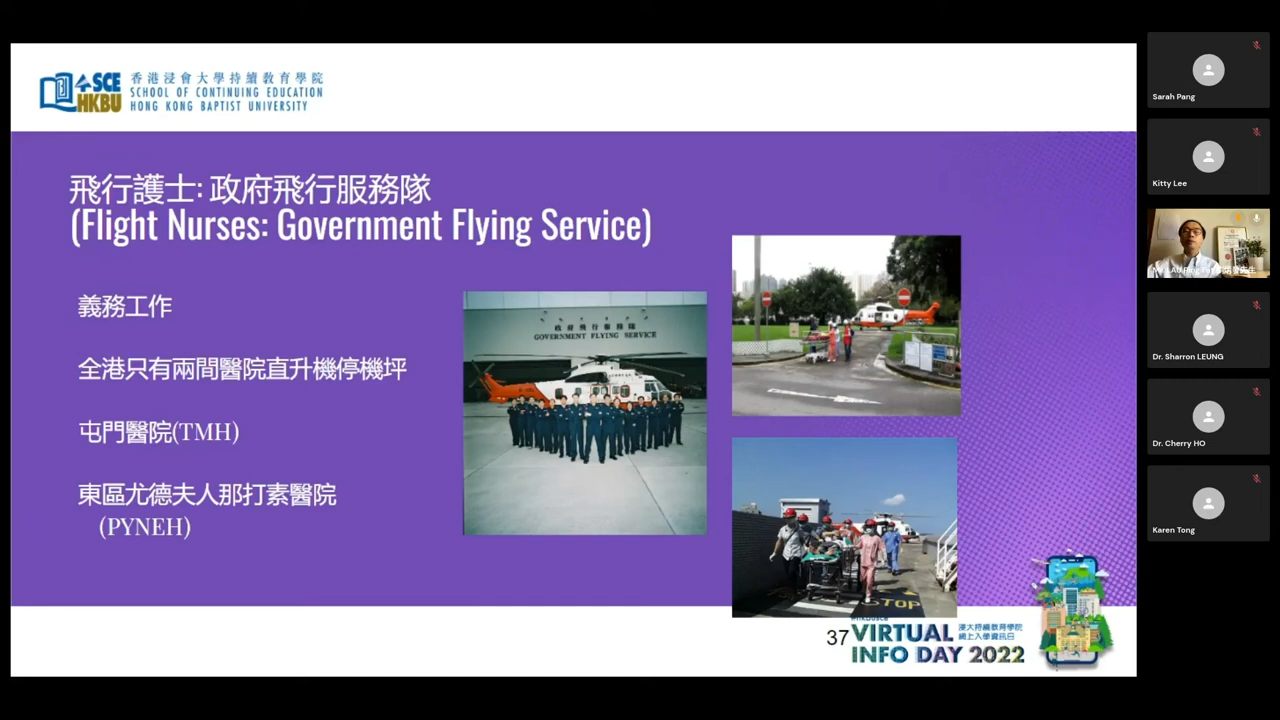 SCE
HKBU
香港浸會大學持續教育學院
SCHOOL OF CONTINUING EDUCATION
HONG KONG BAPTIST UNIVERSITY
飛行護士: 政府飛行服務隊
(Flight Nurses: Government Flying Service)
義務工作
全港只有兩間醫院直升機停機坪
屯門醫院(TMH)
東區尤德夫人那打素醫院
(PYNEH)
政府飛行服務隊
GOVERNMENT FLYING SERVICE
STOP
37
VIRTUAL
INFO DAY 2022
浸大持續教育學院
網上入學資訊日
Sarah Pang
Kitty Lee
Dr. Sharron LEUNG
Dr. Cherry HO
Karen Tong